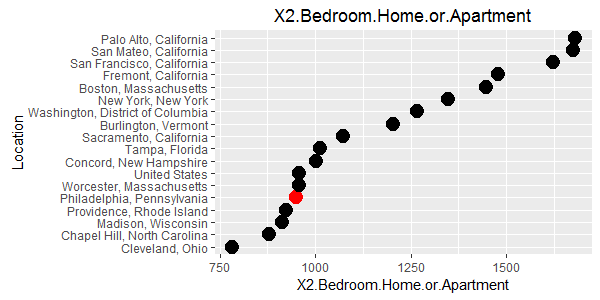 X2.Bedroom.Home.or.Apartment
Location
Palo Alto, California
San Mateo, California
San Francisco, California
Fremont, California
Boston, Massachusetts
New York, New York
Washington, District of Columbia
Burlington, Vermont
Sacramento, California
Tampa, Florida
Concord, New Hampshire
United States
Worcester, Massachusetts
Philadelphia, Pennsylvania
Providence, Rhode Island
Madison, Wisconsin
Chapel Hill, North Carolina
Cleveland, Ohio
750 1000 1250 1500
X2.Bedroom.Home.or.Apartment